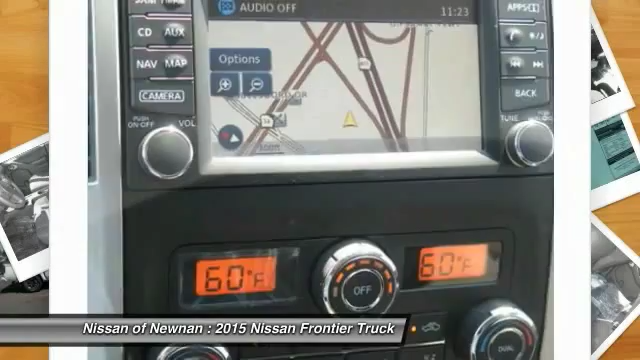 AUDIO OFF
11:23
APPS
CD AUX
NAV MAP
CAMERA
Options
BACK
PUSH
ON·OFF
VOL
TUNE
60°F
60°F
OFF
DUAL
Nissan of Newnan : 2015 Nissan Frontier Truck